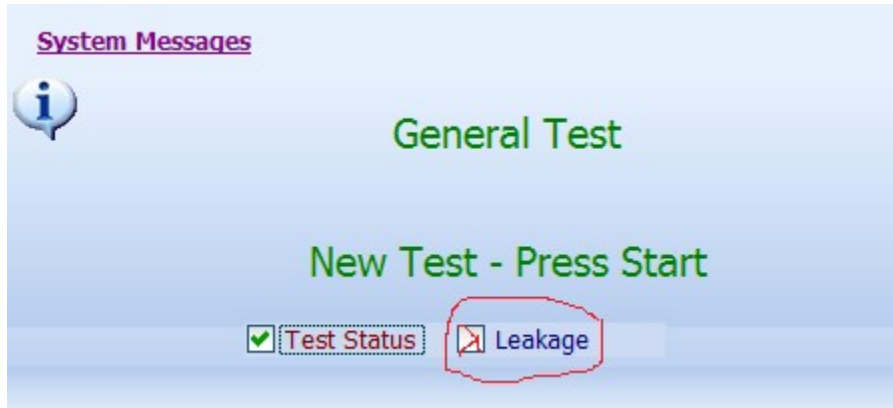 System Messages
General Test
New Test - Press Start
Test Status Leakage